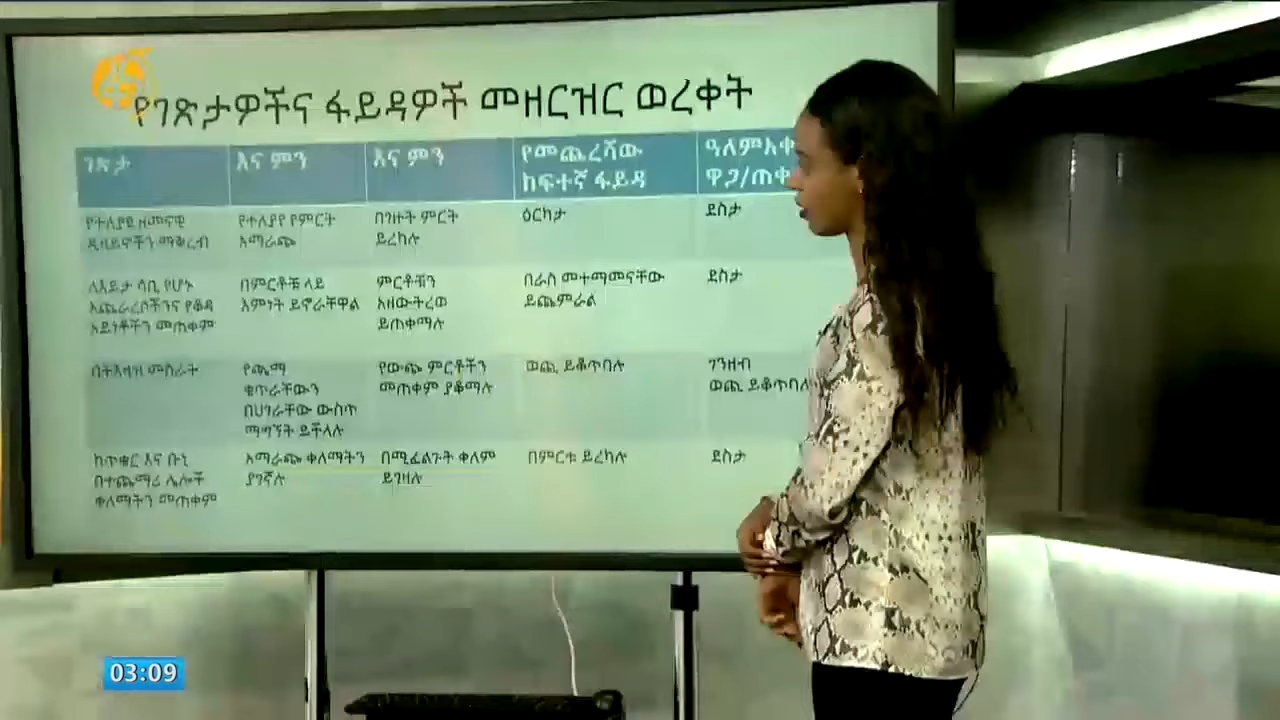 የገጽታዎችና ፋይዳዎች መዘርዝር ወረቀት
ገጽታ
እና ምን
እና ምን
የመጨረሻው
ከፍተኛ ፋይዳ
ዓለምአቀ
ዋጋ/ጠቀ
የተለያዩ ዘመናዊ
ዲዛይኖችን ማቅረብ
የተለያየ የምርት
አማራጭ
በገዙት ምርት
ይረካሉ
ዕርካታ
ደስታ
ለእይታ ሳቢ የሆኑ
አጨራረሶችንና የቆዳ
አይነቶችን መጠቀም
በምርቶቹ ላይ
እምነት ይኖራቸዋል
ምርቶቹን
አዘውትረው
ይጠቀማሉ
በራስ መተማመናቸው
ይጨምራል
ደስታ
በትእዛዝ መስራት
የጫማ
ቁጥራቸውን
በሀገራቸው ውስጥ
ማግኘት ይችላሉ
የውጭ ምርቶችን
መጠቀም ያቆማሉ
ወጪ ይቆጥባሉ
ገንዘብ
ወጪ ይቆጥባሉ
ከጥቁር እና ቡኒ
በተጨማሪ ሌሎች
ቀለማትን መጠቀም
አማራጭ ቀለማትን
ያገኛሉ
በሚፈልጉት ቀለም
ይገዛሉ
በምርቱ ይረካሉ
ደስታ
03:09